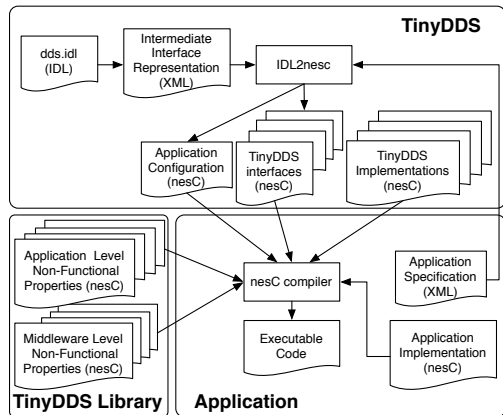 TinyDDS
dds.idl
(IDL)
Intermediate
Interface
Representation
(XML)
IDL2nesc
Application
Configuration
(nesC)
TinyDDS
interfaces
(nesC)
TinyDDS
Implementations
(nesC)
Application Level
Non-Functional
Properties (nesC)
Middleware Level
Non-Functional
Properties (nesC)
TinyDDS Library
nesC compiler
Executable
Code
Application
Specification
(XML)
Application
Implementation
(nesC)
Application